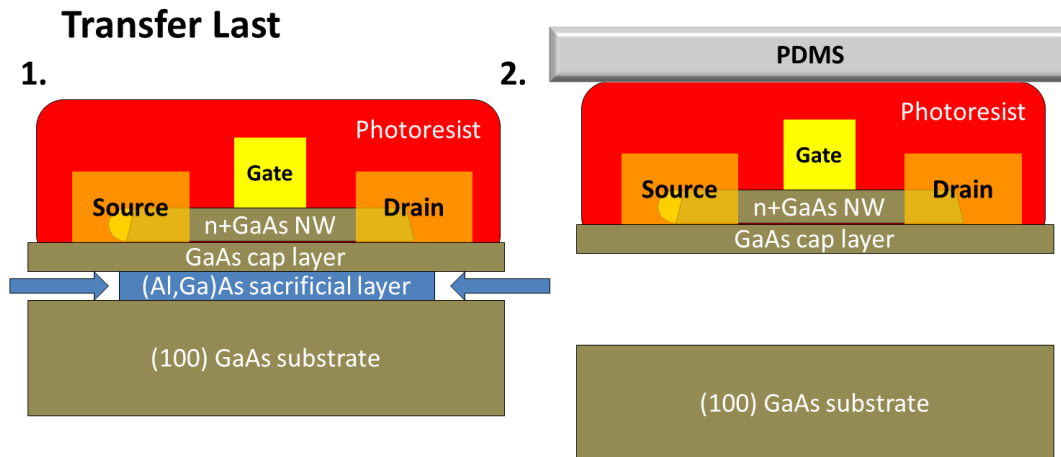 Transfer Last
1.
Photoresist
Gate
Source
Drain
n+GaAs NW
GaAs cap layer
(Al,Ga)As sacrificial layer
(100) GaAs substrate
2.
PDMS
Photoresist
Gate
Source
Drain
n+GaAs NW
GaAs cap layer
(100) GaAs substrate